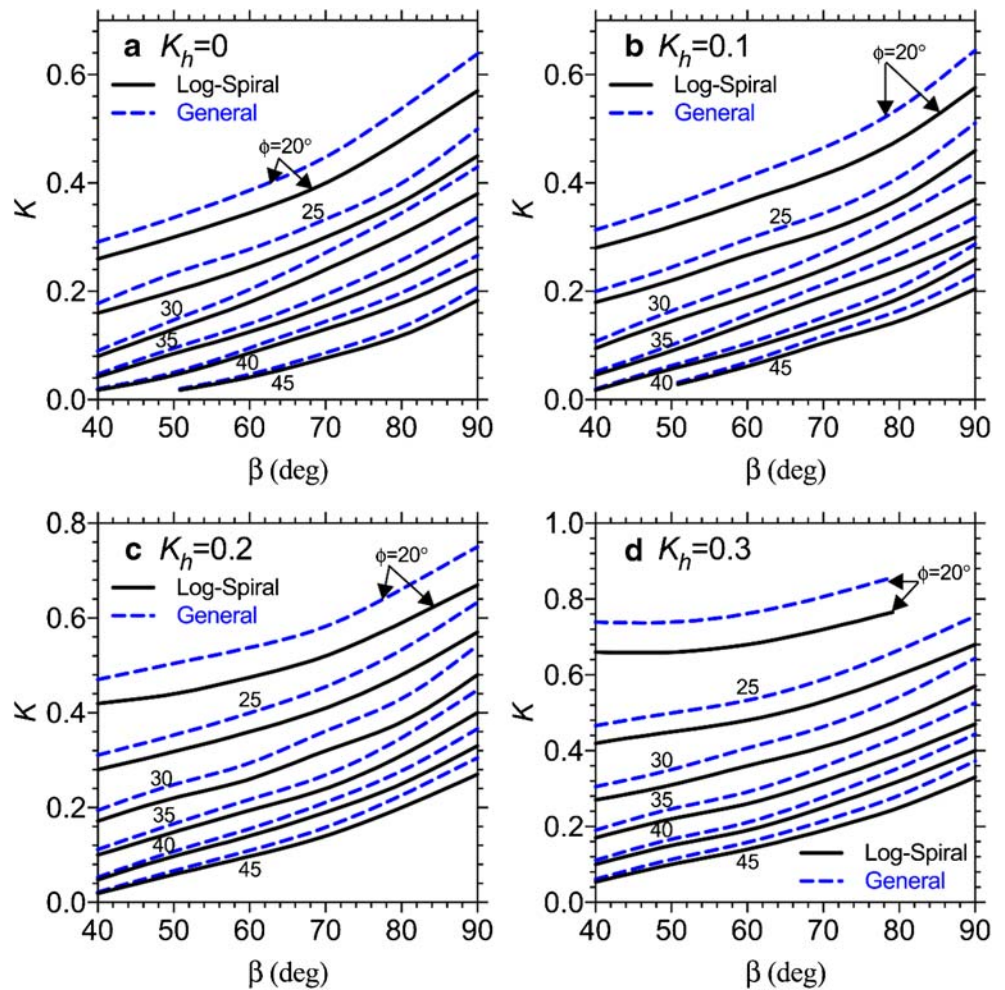 a K_h=0
Log-Spiral
General
ϕ=20°
25
30
35
40
45
0.6
0.4
0.2
0.0
K
40 50 60 70 80 90
β (deg)
b K_h=0.1
Log-Spiral
General
ϕ=20°
25
30
35
40
45
0.6
0.4
0.2
0.0
K
40 50 60 70 80 90
β (deg)
c K_h=0.2
Log-Spiral
General
ϕ=20°
25
30
35
40
45
0.8
0.6
0.4
0.2
0.0
K
40 50 60 70 80 90
β (deg)
d K_h=0.3
ϕ=20°
25
30
35
40
45
Log-Spiral
General
1.0
0.8
0.6
0.4
0.2
0.0
K
40 50 60 70 80 90
β (deg)